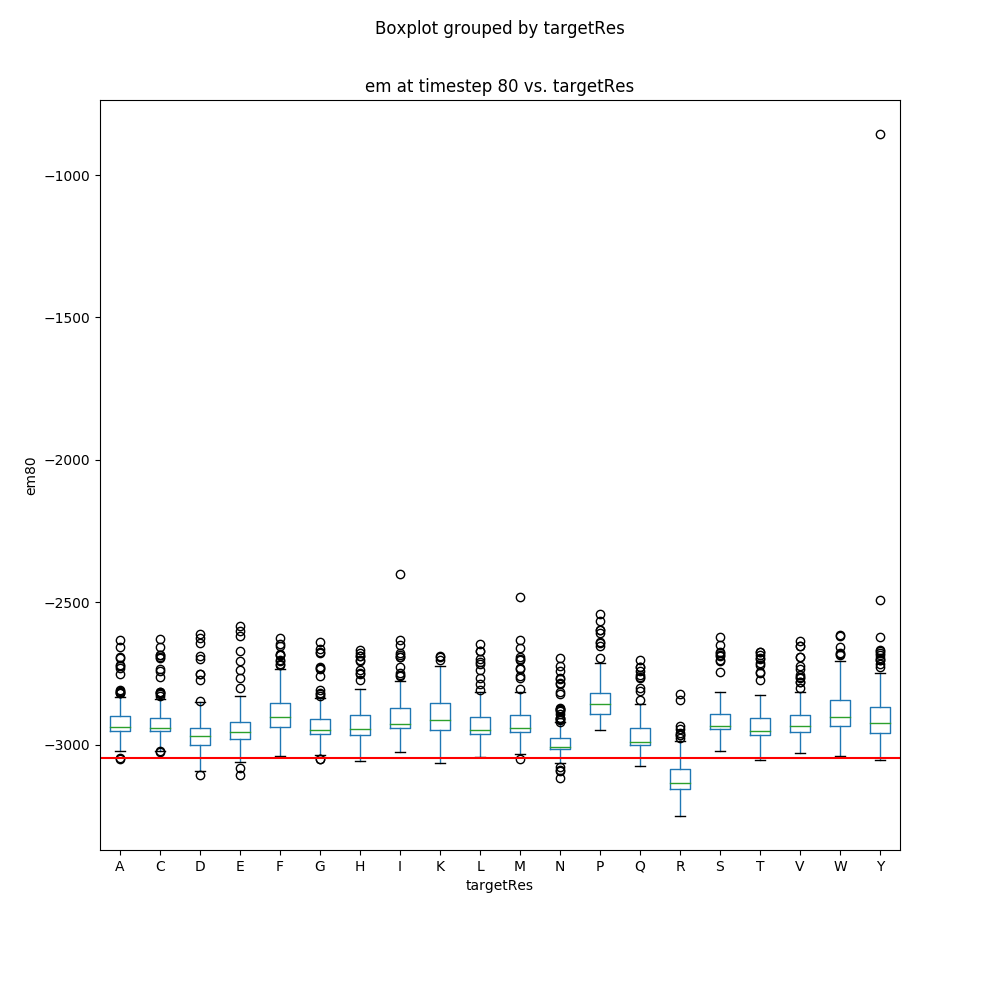 Boxplot grouped by targetRes
em at timestep 80 vs. targetRes
−1000
−1500
−2000
−2500
−3000
em80
A C D E F G H I K L M N P Q R S T V W Y
targetRes